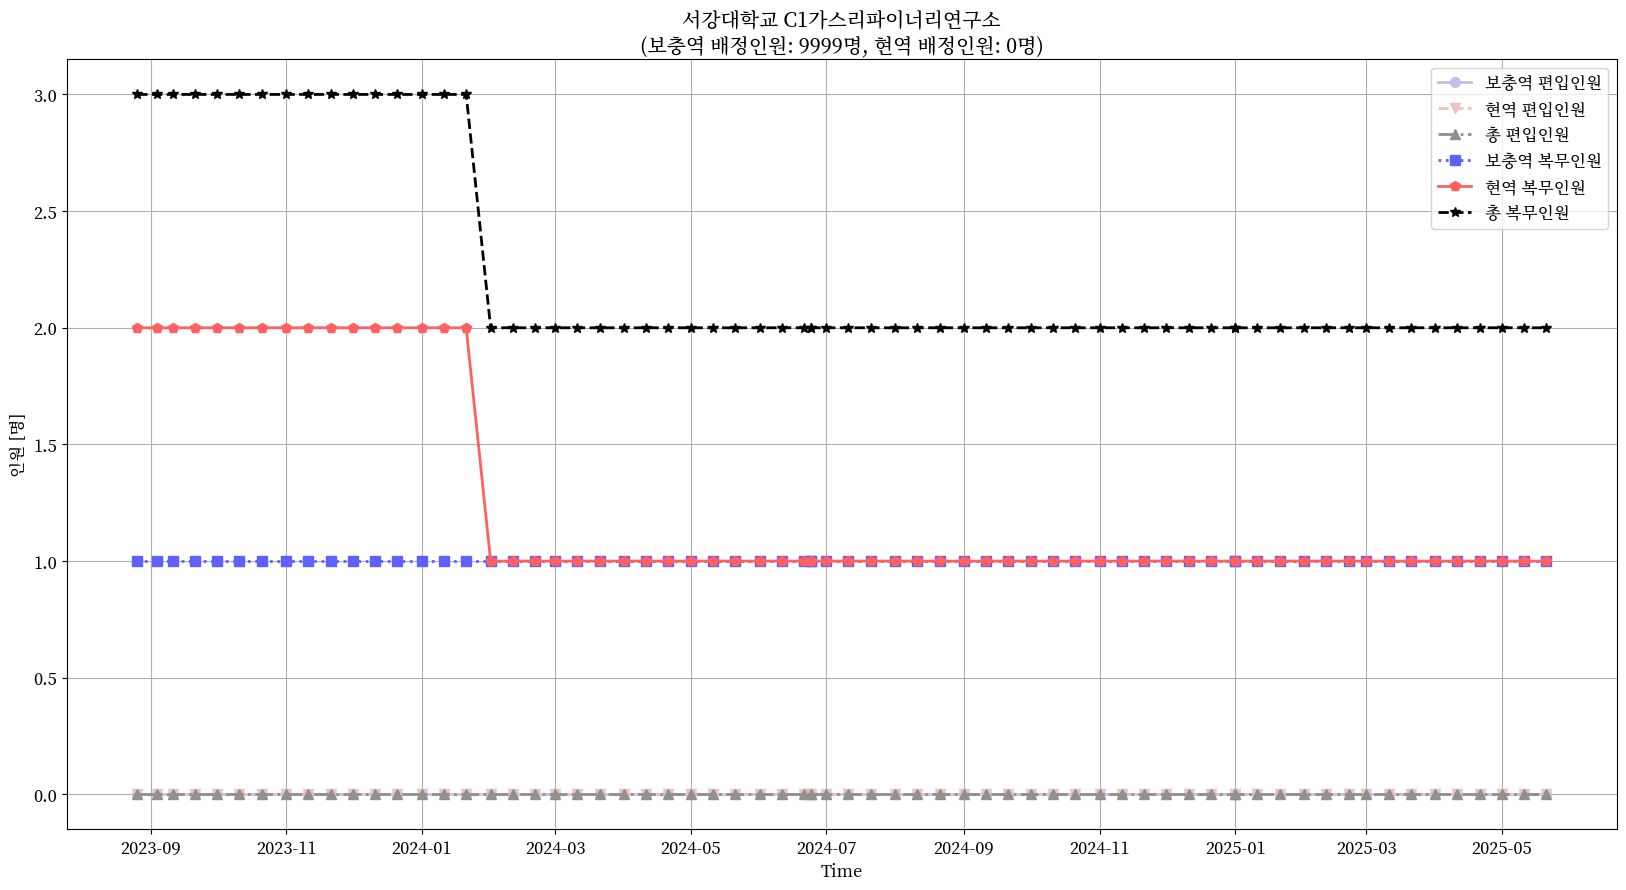 서강대학교 C1가스리파이너리연구소
(보충역 배정인원: 9999명, 현역 배정인원: 0명)
보충역 편입인원
현역 편입인원
총 편입인원
보충역 복무인원
현역 복무인원
총 복무인원
인원 [명]
3.0
2.5
2.0
1.5
1.0
0.5
0.0
2023-09
2023-11
2024-01
2024-03
2024-05
2024-07
2024-09
2024-11
2025-01
2025-03
2025-05
Time